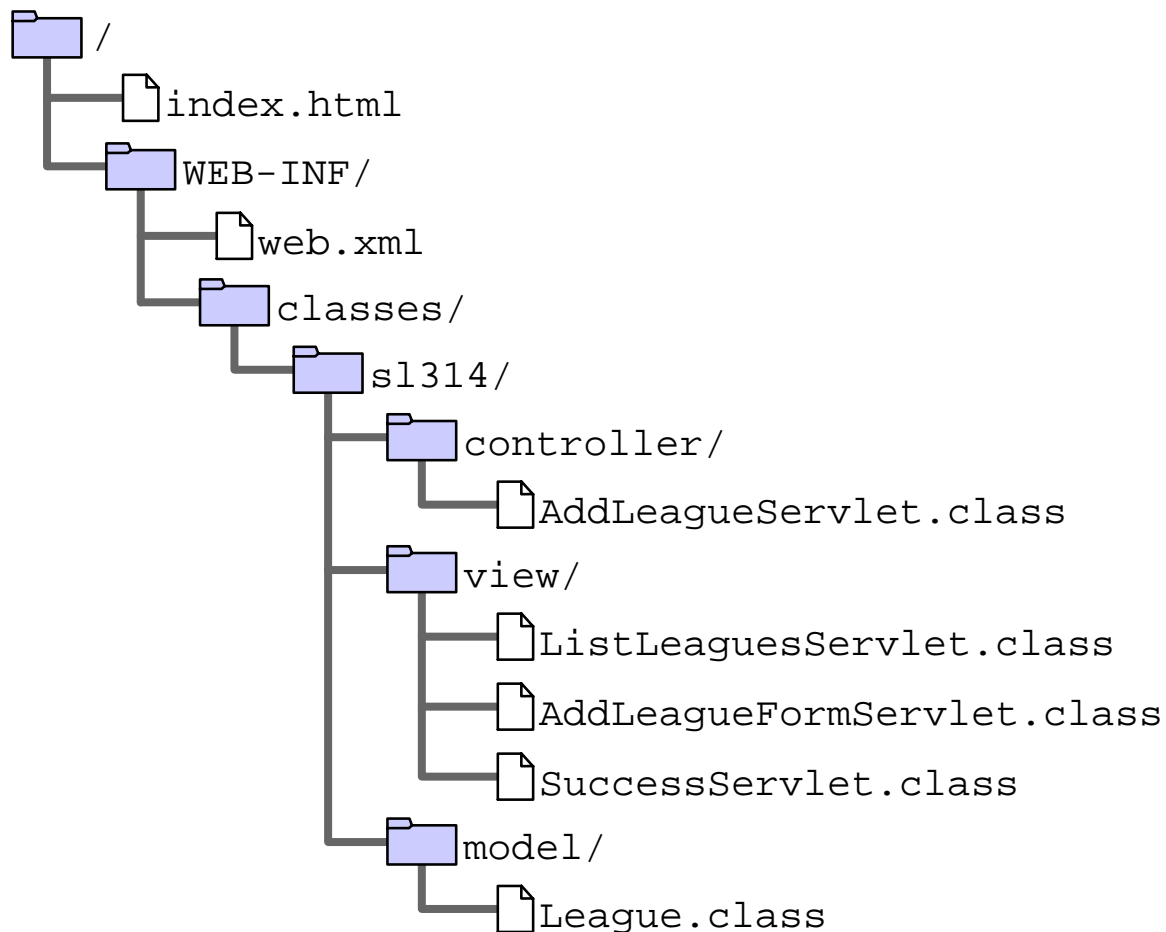 /
index.html
WEB-INF/
web.xml
classes/
sl314/
controller/
AddLeagueServlet.class
view/
ListLeaguesServlet.class
AddLeagueFormServlet.class
SuccessServlet.class
model/
League.class